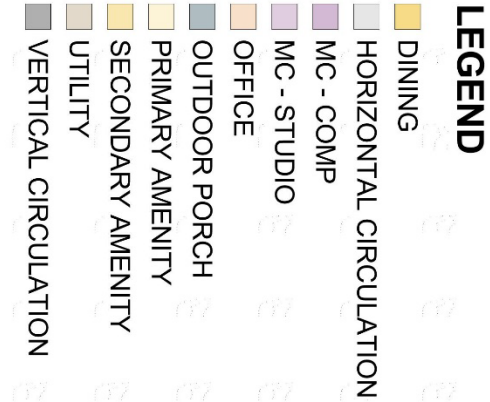 LEGEND
DINING
HORIZONTAL CIRCULATION
MC - COMP
MC - STUDIO
OFFICE
OUTDOOR PORCH
PRIMARY AMENITY
SECONDARY AMENITY
UTILITY
VERTICAL CIRCULATION